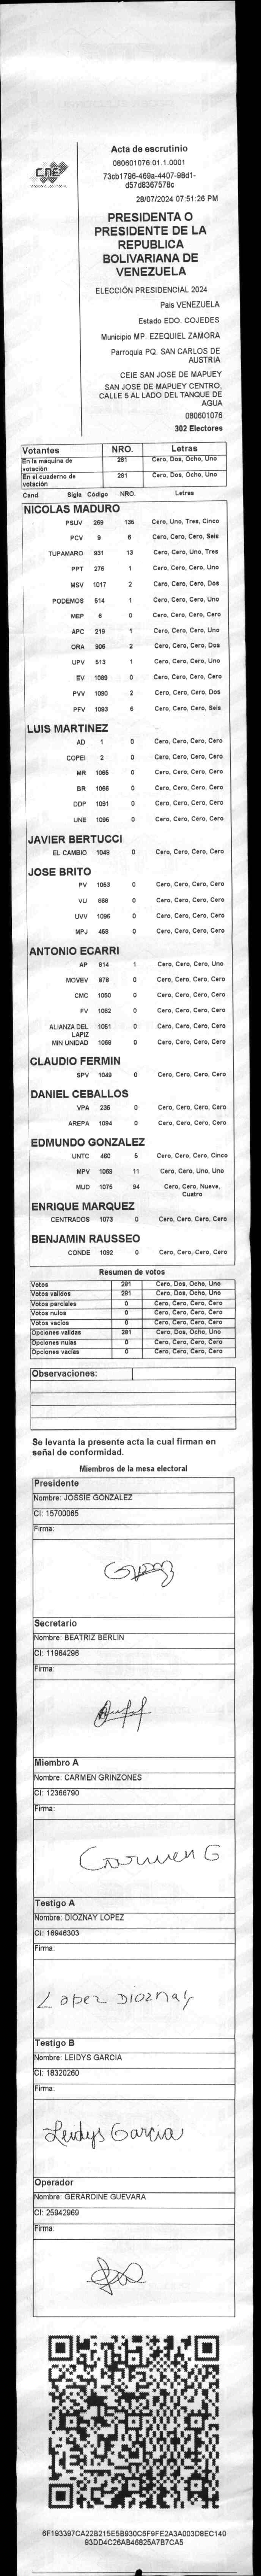 CNE
Acta de escrutinio
080601076.01.1.0001
73cb1796-469a-4407-98d1-
d57d8367578c
28/07/2024 07:51:26 PM
PRESIDENTA O
PRESIDENTE DE LA
REPUBLICA
BOLIVARIANA DE
VENEZUELA
ELECCIÓN PRESIDENCIAL 2024
País VENEZUELA
Estado EDO. COJEDES
Municipio MP. EZEQUIEL ZAMORA
Parroquia PQ. SAN CARLOS DE
AUSTRIA
CEIE SAN JOSE DE MAPUEY
SAN JOSE DE MAPUEY CENTRO,
CALLE 5 AL LADO DEL TANQUE DE
AGUA
080601076
302 Electores
Votantes NRO. Letras
En la máquina de votación 281 Cero, Dos, Ocho, Uno
En el cuaderno de votación 281 Cero, Dos, Ocho, Uno
Cand. Sigla Código NRO. Letras
NICOLAS MADURO
PSUV 269 135 Cero, Uno, Tres, Cinco
PCV 9 6 Cero, Cero, Cero, Seis
TUPAMARO 931 13 Cero, Cero, Uno, Tres
PPT 276 1 Cero, Cero, Cero, Uno
MSV 1017 2 Cero, Cero, Cero, Dos
PODEMOS 514 1 Cero, Cero, Cero, Uno
MEP 6 0 Cero, Cero, Cero, Cero
APC 219 1 Cero, Cero, Cero, Uno
ORA 906 2 Cero, Cero, Cero, Dos
UPV 513 1 Cero, Cero, Cero, Uno
EV 1089 0 Cero, Cero, Cero, Cero
PVV 1090 2 Cero, Cero, Cero, Dos
PFV 1093 6 Cero, Cero, Cero, Seis
LUIS MARTINEZ
AD 1 0 Cero, Cero, Cero, Cero
COPEI 2 0 Cero, Cero, Cero, Cero
MR 1065 0 Cero, Cero, Cero, Cero
BR 1066 0 Cero, Cero, Cero, Cero
DDP 1091 0 Cero, Cero, Cero, Cero
UNE 1095 0 Cero, Cero, Cero, Cero
JAVIER BERTUCCI
EL CAMBIO 1048 0 Cero, Cero, Cero, Cero
JOSE BRITO
PV 1053 0 Cero, Cero, Cero, Cero
VU 868 0 Cero, Cero, Cero, Cero
UVV 1096 0 Cero, Cero, Cero, Cero
MPJ 459 0 Cero, Cero, Cero, Cero
ANTONIO ECARRI
AP 814 1 Cero, Cero, Cero, Uno
MOVEV 878 0 Cero, Cero, Cero, Cero
CMC 1050 0 Cero, Cero, Cero, Cero
FV 1052 0 Cero, Cero, Cero, Cero
ALIANZA DEL LAPIZ 1051 0 Cero, Cero, Cero, Cero
MIN UNIDAD 1058 0 Cero, Cero, Cero, Cero
CLAUDIO FERMIN
SPV 1049 0 Cero, Cero, Cero, Cero
DANIEL CEBALLOS
VPA 236 0 Cero, Cero, Cero, Cero
AREPA 1094 0 Cero, Cero, Cero, Cero
EDMUNDO GONZALEZ
UNTC 460 5 Cero, Cero, Cero, Cinco
MPV 1069 11 Cero, Cero, Uno, Uno
MUD 1075 94 Cero, Cero, Nueve,
Cuatro
ENRIQUE MARQUEZ
CENTRADOS 1073 0 Cero, Cero, Cero, Cero
BENJAMIN RAUSSEO
CONDE 1092 0 Cero, Cero, Cero, Cero
Resumen de votos
Votos 281 Cero, Dos, Ocho, Uno
Votos validos 281 Cero, Dos, Ocho, Uno
Votos parciales 0 Cero, Cero, Cero, Cero
Votos nulos 0 Cero, Cero, Cero, Cero
Votos vacios 0 Cero, Cero, Cero, Cero
Opciones validas 281 Cero, Dos, Ocho, Uno
Opciones nulas 0 Cero, Cero, Cero, Cero
Opciones vacias 0 Cero, Cero, Cero, Cero
Observaciones:
Se levanta la presente acta la cual firman en
señal de conformidad.
Miembros de la mesa electoral
Presidente
Nombre: JOSSIE GONZALEZ
CI: 15700065
Firma:
Secretario
Nombre: BEATRIZ BERLIN
CI: 11964296
Firma:
Miembro A
Nombre: CARMEN GRINZONES
CI: 12366790
Firma:
Carmen G
Testigo A
Nombre: DIOZNAY LOPEZ
CI: 16946303
Firma:
Lopez Dioznay
Testigo B
Nombre: LEIDYS GARCIA
CI: 18320260
Firma:
Leidys Garcia
Operador
Nombre: GERARDINE GUEVARA
CI: 25942969
Firma:
6F193397CA22B215E5B930C6F9FE2A3A003D8EC140
93DD4C26AB46825A7B7CA5